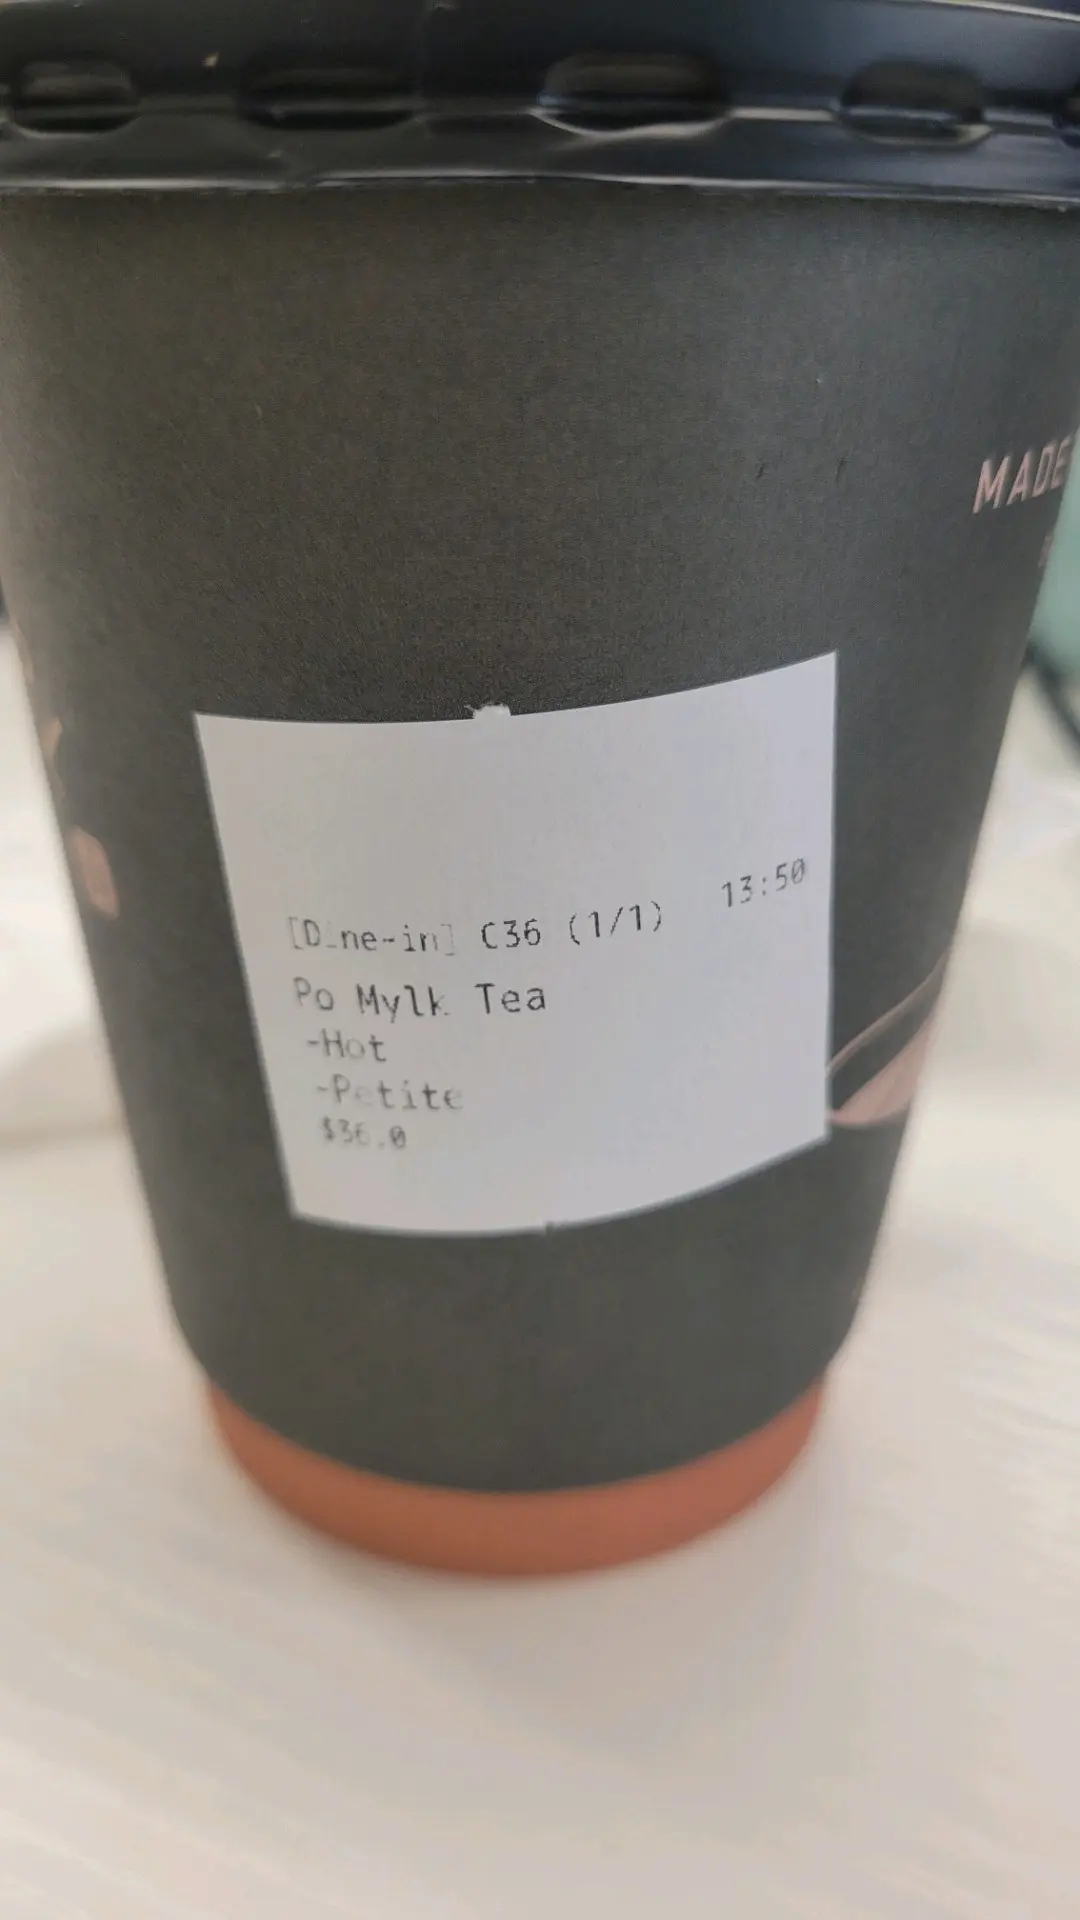 MADE
13:50
[Dine-in] C36 (1/1)
Po Mylk Tea
-Hot
-Petite
$36.0